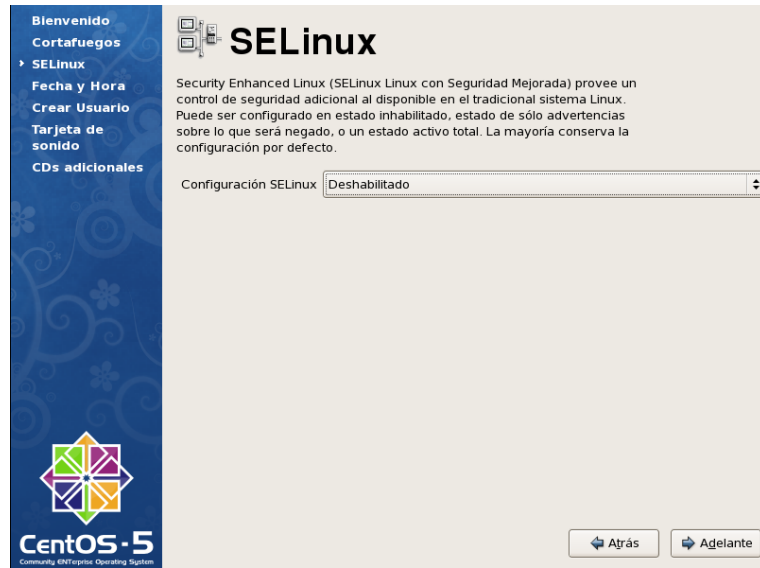 Bienvenido
Cortafuegos
SELinux
Fecha y Hora
Crear Usuario
Tarjeta de
sonido
CDs adicionales
CentOS-5
Community ENTerprise Operating System
SELinux
Security Enhanced Linux (SELinux Linux con Seguridad Mejorada) provee un
control de seguridad adicional al disponible en el tradicional sistema Linux.
Puede ser configurado en estado inhabilitado, estado de sólo advertencias
sobre lo que será negado, o un estado activo total. La mayoría conserva la
configuración por defecto.
Configuración SELinux Deshabilitado
Atrás Adelante